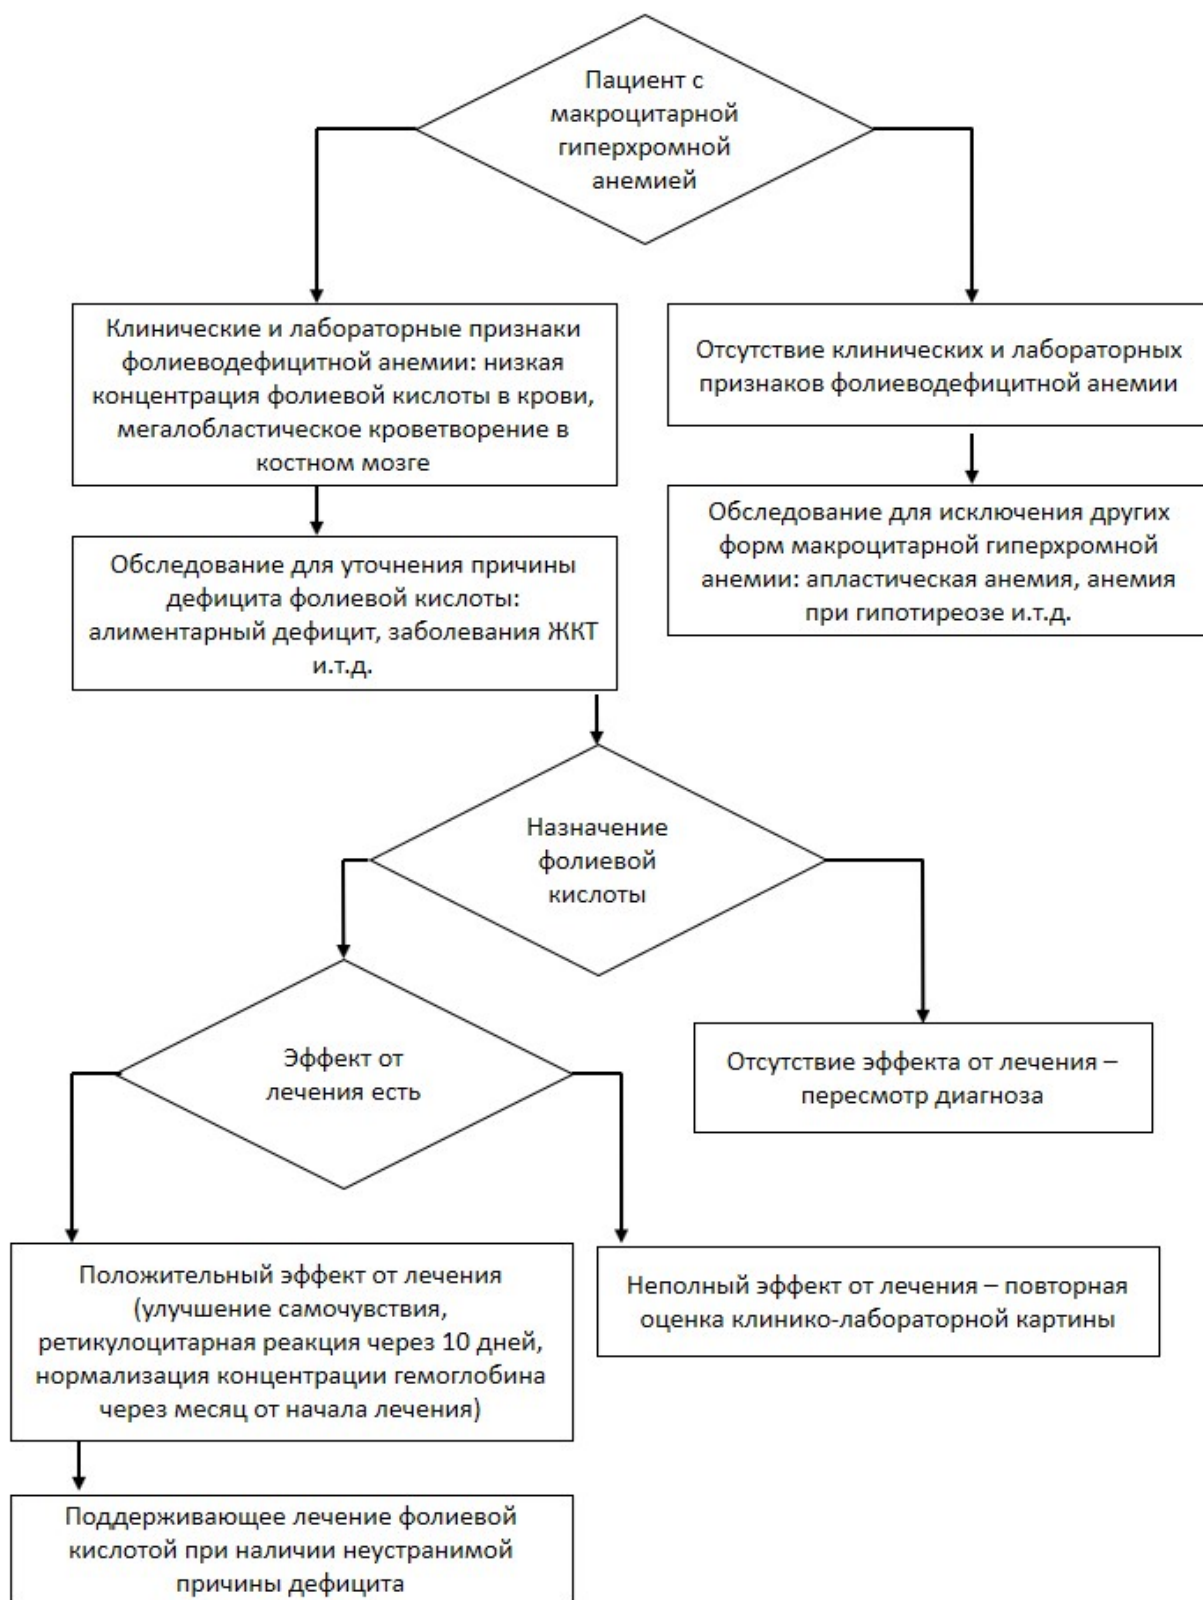 Пациент с
макроцитарной
гиперхромной
анемией
Клинические и лабораторные признаки
фолиеводефицитной анемии: низкая
концентрация фолиевой кислоты в крови,
мегалобластическое кроветворение в
костном мозге
Отсутствие клинических и лабораторных
признаков фолиеводефицитной анемии
Обследование для уточнения причины
дефицита фолиевой кислоты:
алиментарный дефицит, заболевания ЖКТ
и.т.д.
Обследование для исключения других
форм макроцитарной гиперхромной
анемии: апластическая анемия, анемия
при гипотиреозе и.т.д.
Назначение
фолиевой
кислоты
Эффект от
лечения есть
Отсутствие эффекта от лечения –
пересмотр диагноза
Положительный эффект от лечения
(улучшение самочувствия,
ретикулоцитарная реакция через 10 дней,
нормализация концентрации гемоглобина
через месяц от начала лечения)
Неполный эффект от лечения – повторная
оценка клинико-лабораторной картины
Поддерживающее лечение фолиевой
кислотой при наличии неустранимой
причины дефицита